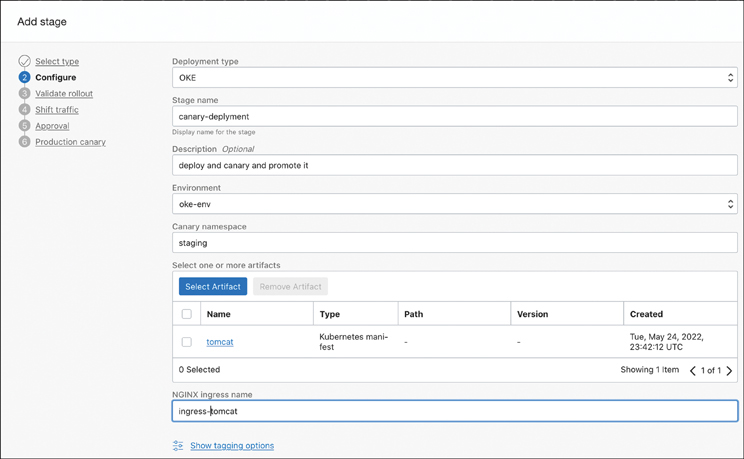 Add stage
Select type
2 Configure
3 Validate rollout
4 Shift traffic
5 Approval
6 Production canary
Deployment type
OKE
Stage name
canary-deplyment
Display name for the stage
Description Optional
deploy and canary and promote it
Environment
oke-env
Canary namespace
staging
Select one or more artifacts
Select Artifact Remove Artifact
Name Type Path Version Created
tomcat Kubernetes mani- - - Tue, May 24, 2022,
fest 23:42:12 UTC
0 Selected Showing 1 Item 1 of 1
NGINX ingress name
ingress-tomcat
Show tagging options